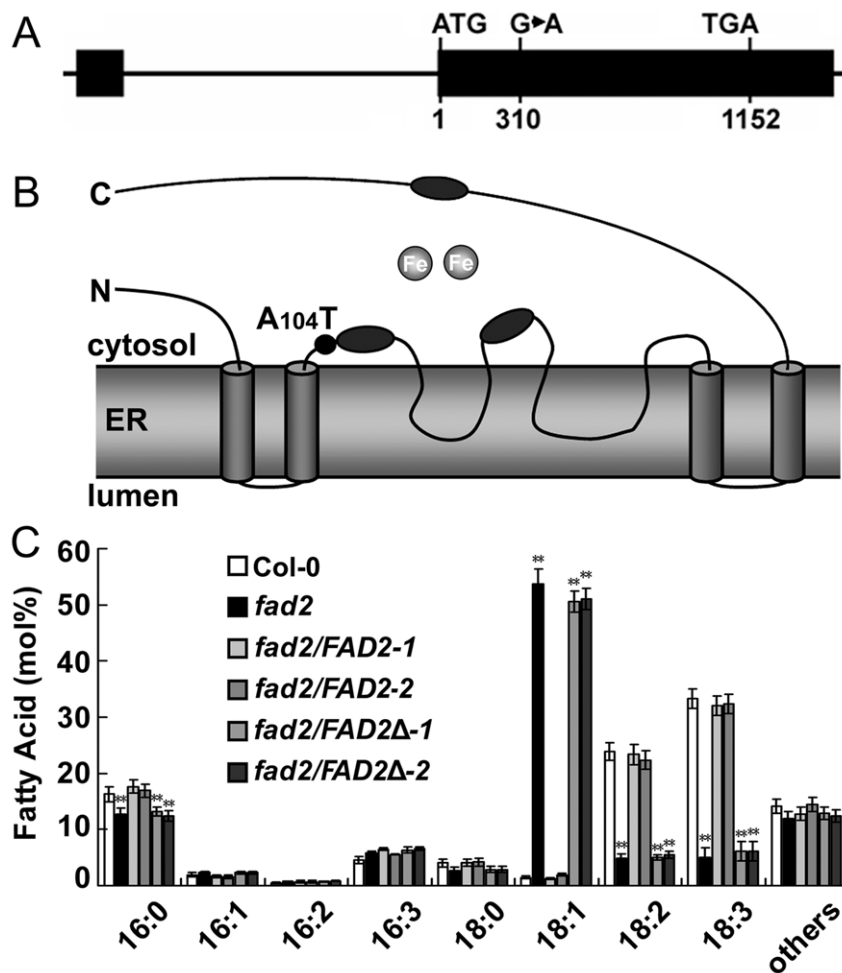 A
ATG G▸A TGA
1 310 1152
B
C
Fe Fe
N
A104T
cytosol
ER
lumen
C
Fatty Acid (mol%)
60
50
40
30
20
10
0
Col-0
fad2
fad2/FAD2-1
fad2/FAD2-2
fad2/FAD2Δ-1
fad2/FAD2Δ-2
** ** **
** ** **
** ** **
** ** **
16:0 16:1 16:2 16:3 18:0 18:1 18:2 18:3 others